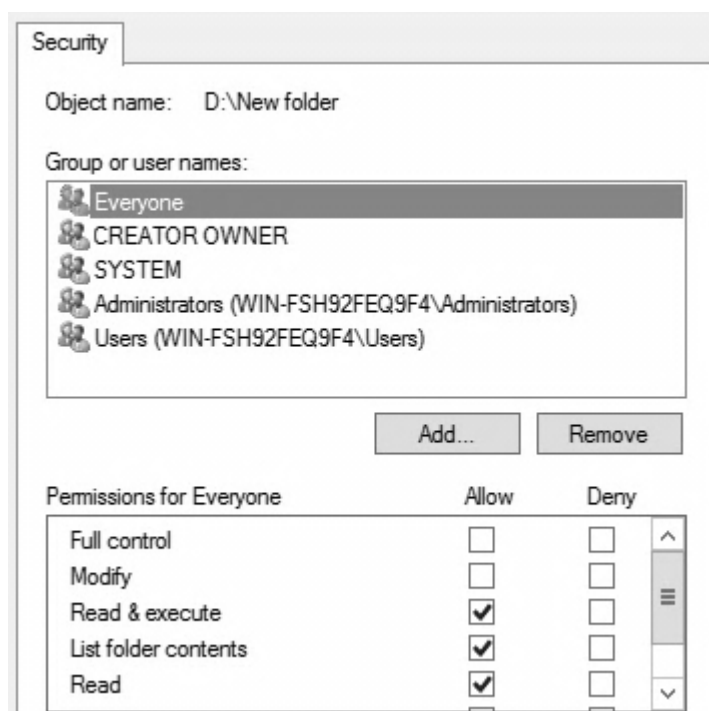 Security
Object name: D:\New folder
Group or user names:
Everyone
CREATOR OWNER
SYSTEM
Administrators (WIN-FSH92FEQ9F4\Administrators)
Users (WIN-FSH92FEQ9F4\Users)
Add... Remove
Permissions for Everyone Allow Deny
Full control
Modify
Read & execute
List folder contents
Read